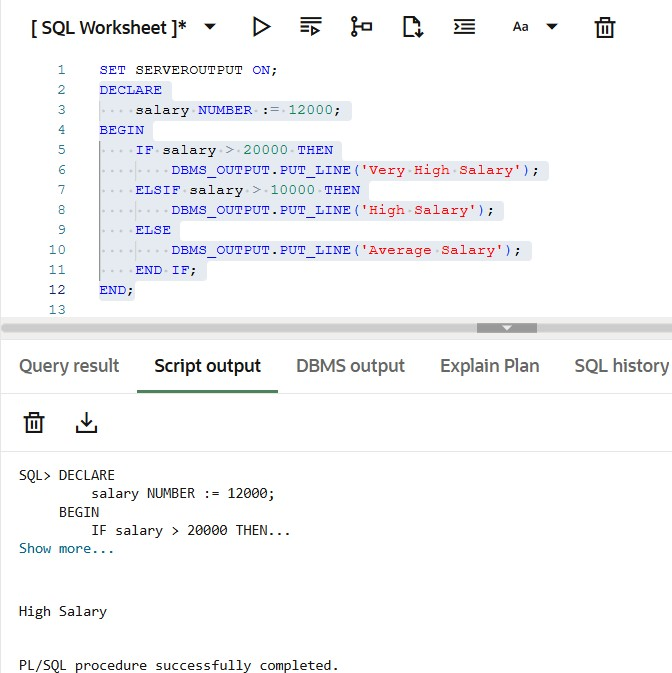 [ SQL Worksheet ]*
Aa
1 SET SERVEROUTPUT ON;
2 DECLARE
3 salary NUMBER := 12000;
4 BEGIN
5 IF salary > 20000 THEN
6 DBMS_OUTPUT.PUT_LINE('Very High Salary');
7 ELSIF salary > 10000 THEN
8 DBMS_OUTPUT.PUT_LINE('High Salary');
9 ELSE
10 DBMS_OUTPUT.PUT_LINE('Average Salary');
11 END IF;
12 END;
13
Query result Script output DBMS output Explain Plan SQL history
SQL> DECLARE
salary NUMBER := 12000;
BEGIN
IF salary > 20000 THEN...
Show more...
High Salary
PL/SQL procedure successfully completed.